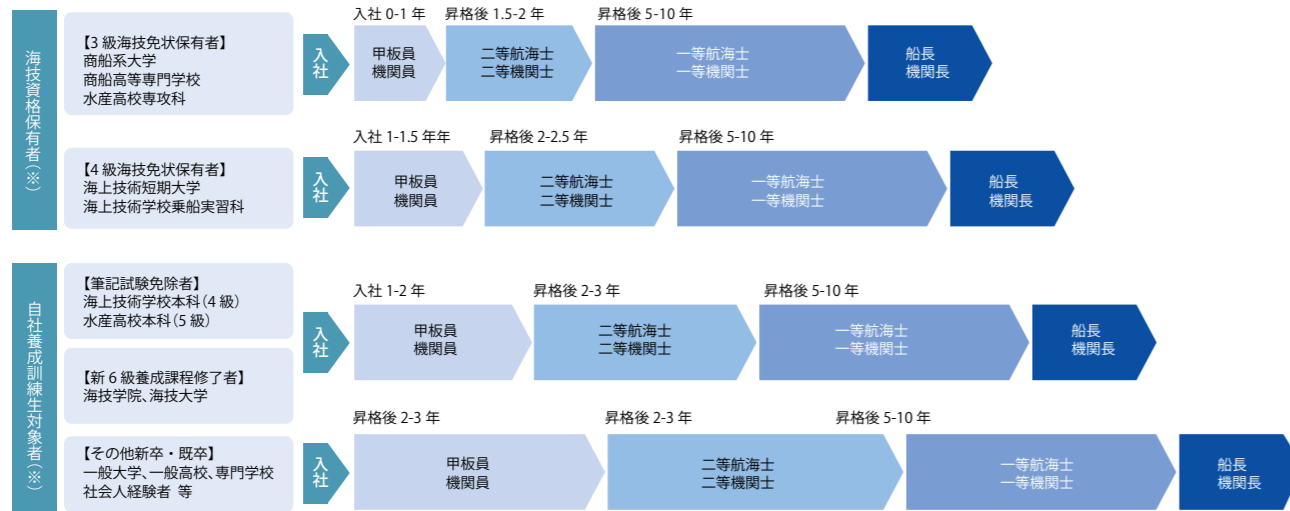 海技資格保有者(※)
【3 級海技免状保有者】
商船系大学
商船高等専門学校
水産高校専攻科
入社
入社 0-1 年
甲板員
機関員
昇格後 1.5-2 年
二等航海士
二等機関士
昇格後 5-10 年
一等航海士
一等機関士
船長
機関長
【4 級海技免状保有者】
海上技術短期大学
海上技術学校乗船実習科
入社
入社 1-1.5 年年
甲板員
機関員
昇格後 2-2.5 年
二等航海士
二等機関士
昇格後 5-10 年
一等航海士
一等機関士
船長
機関長
自社養成訓練生対象者(※)
【筆記試験免除者】
海上技術学校本科(4 級)
水産高校本科(5 級)
【新 6 級養成課程修了者】
海技学院、海技大学
入社
入社 1-2 年
甲板員
機関員
昇格後 2-3 年
二等航海士
二等機関士
昇格後 5-10 年
一等航海士
一等機関士
船長
機関長
【その他新卒・既卒】
一般大学、一般高校、専門学校
社会人経験者 等
入社
昇格後 2-3 年
甲板員
機関員
昇格後 2-3 年
二等航海士
二等機関士
昇格後 5-10 年
一等航海士
一等機関士
船長
機関長